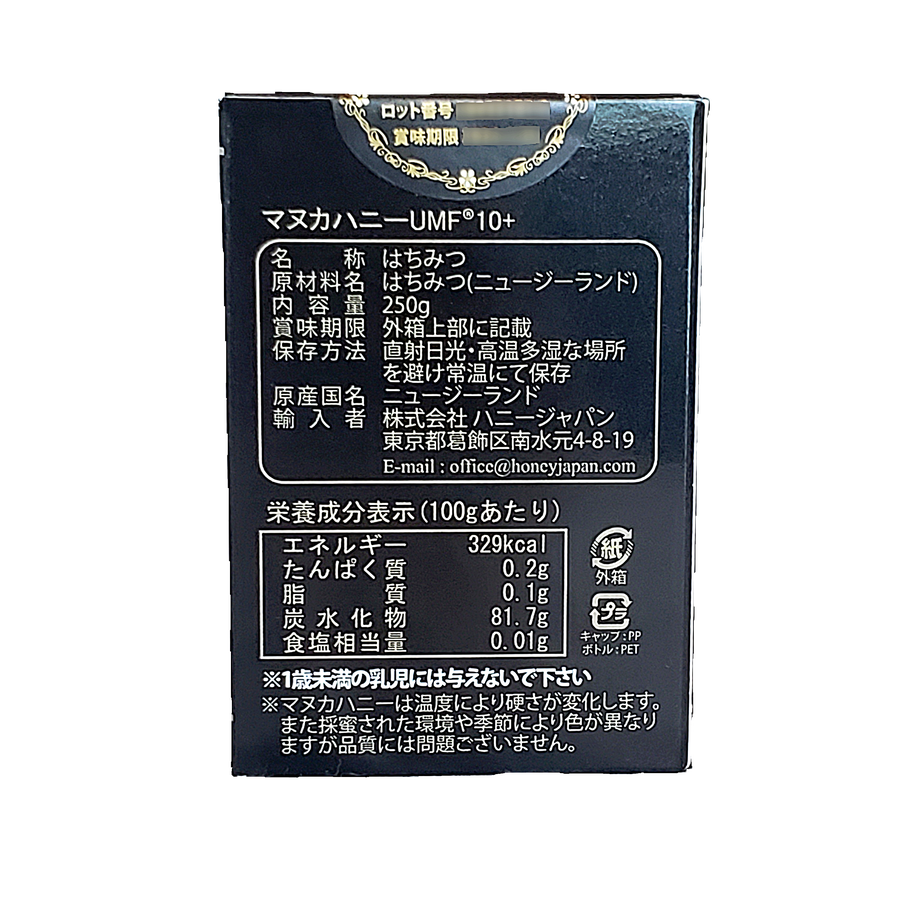 ロット番号
賞味期限
マヌカハニーUMF®10+
名称 はちみつ
原材料名 はちみつ(ニュージーランド)
内容量 250g
賞味期限 外箱上部に記載
保存方法 直射日光・高温多湿な場所
を避け常温にて保存
原産国名 ニュージーランド
輸入者 株式会社 ハニージャパン
東京都葛飾区南水元4-8-19
E-mail : office@honeyjapan.com
栄養成分表示(100gあたり)
エネルギー 329kcal
たんぱく質 0.2g
脂質 0.1g
炭水化物 81.7g
食塩相当量 0.01g
紙
外箱
プラ
キャップ:PP
ボトル:PET
※1歳未満の乳児には与えないで下さい
※マヌカハニーは温度により硬さが変化します。
また採蜜された環境や季節により色が異なり
ますが品質には問題ございません。